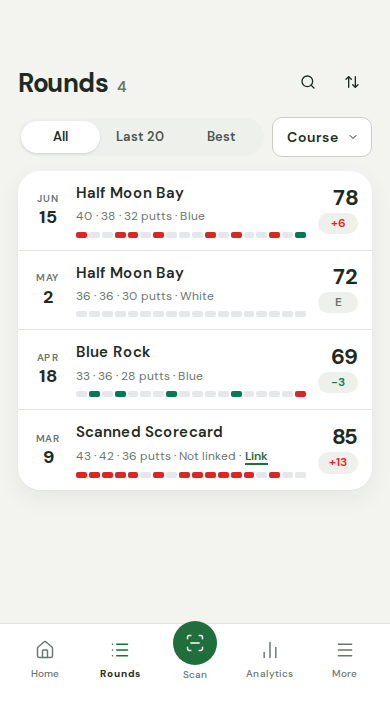 Rounds 4
All Last 20 Best Course
JUN
15
Half Moon Bay
40 · 38 · 32 putts · Blue
78
+6
MAY
2
Half Moon Bay
36 · 36 · 30 putts · White
72
E
APR
18
Blue Rock
33 · 36 · 28 putts · Blue
69
−3
MAR
9
Scanned Scorecard
43 · 42 · 36 putts · Not linked · Link
85
+13
Home Rounds Scan Analytics More